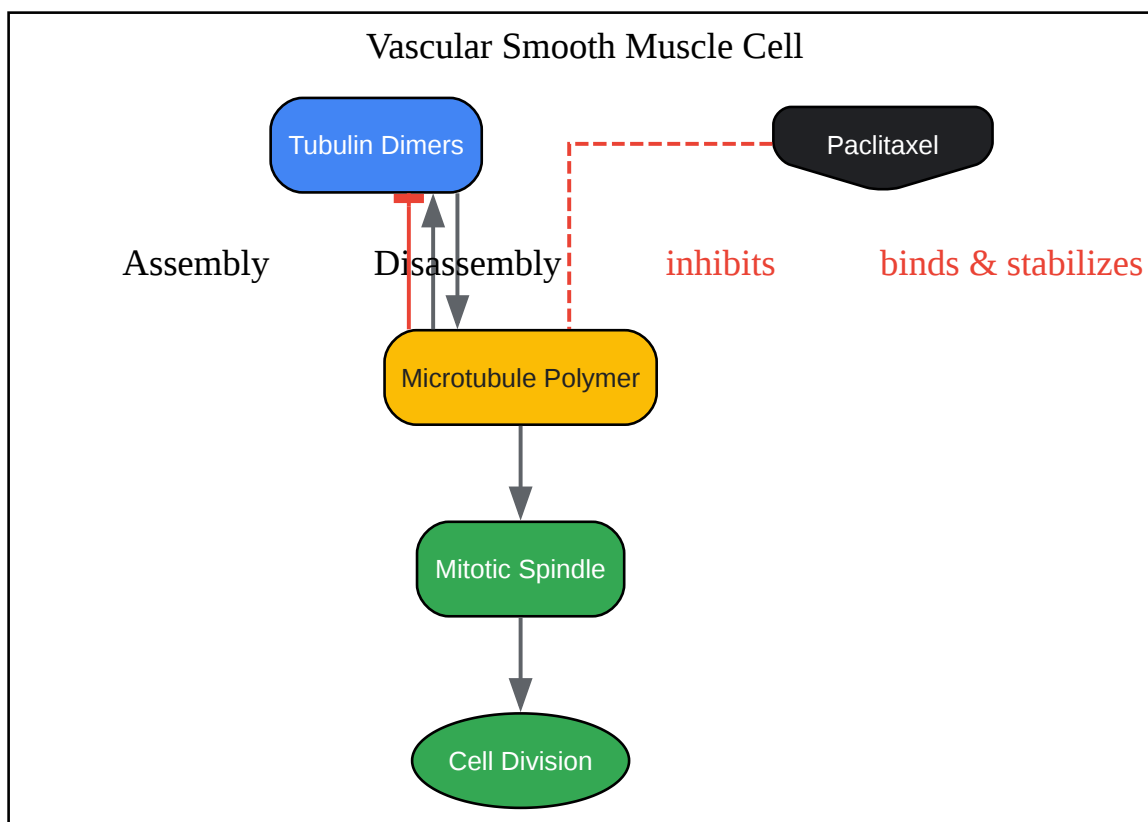 Vascular Smooth Muscle Cell
Tubulin Dimers
Paclitaxel
Assembly
Disassembly
inhibits
binds & stabilizes
Microtubule Polymer
Mitotic Spindle
Cell Division